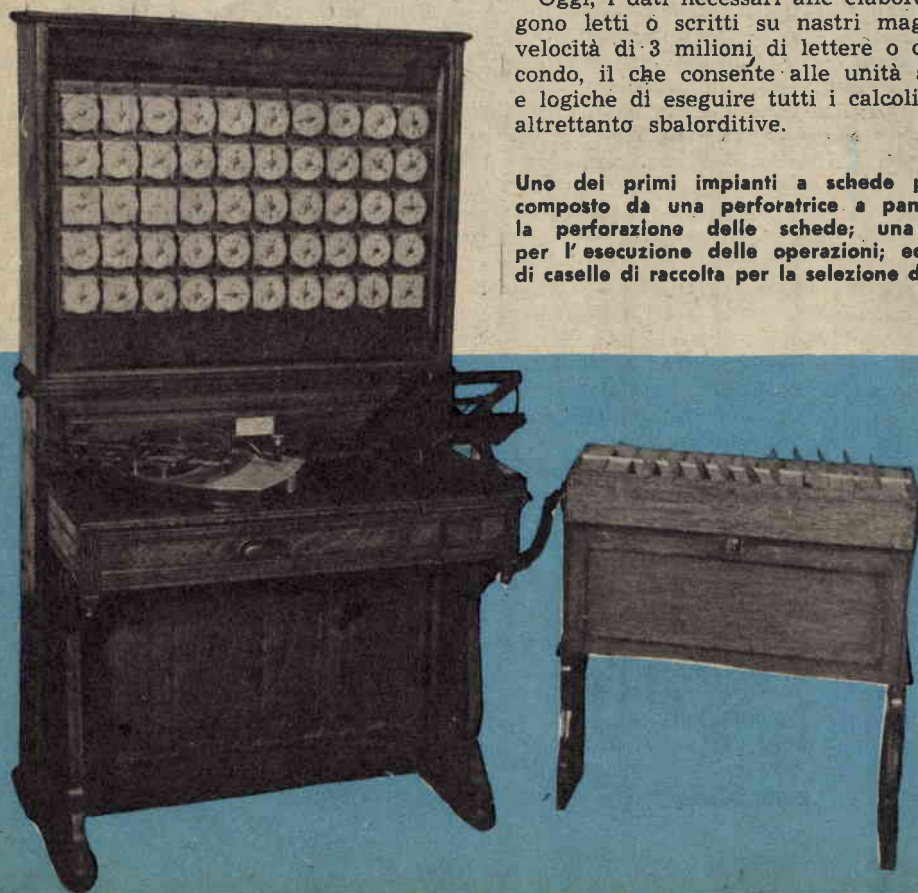 Oggi, i dati necessari alle elabor
gono letti o scritti su nastri mag
velocità di 3 milioni di lettere o c
condo, il che consente alle unità a
e logiche di eseguire tutti i calcoli
altrettanto sbalorditive.
Uno dei primi impianti a schede p
composto da una perforatrice a pan
la perforazione delle schede; una
per l'esecuzione delle operazioni; ed
di caselle di raccolta per la selezione d